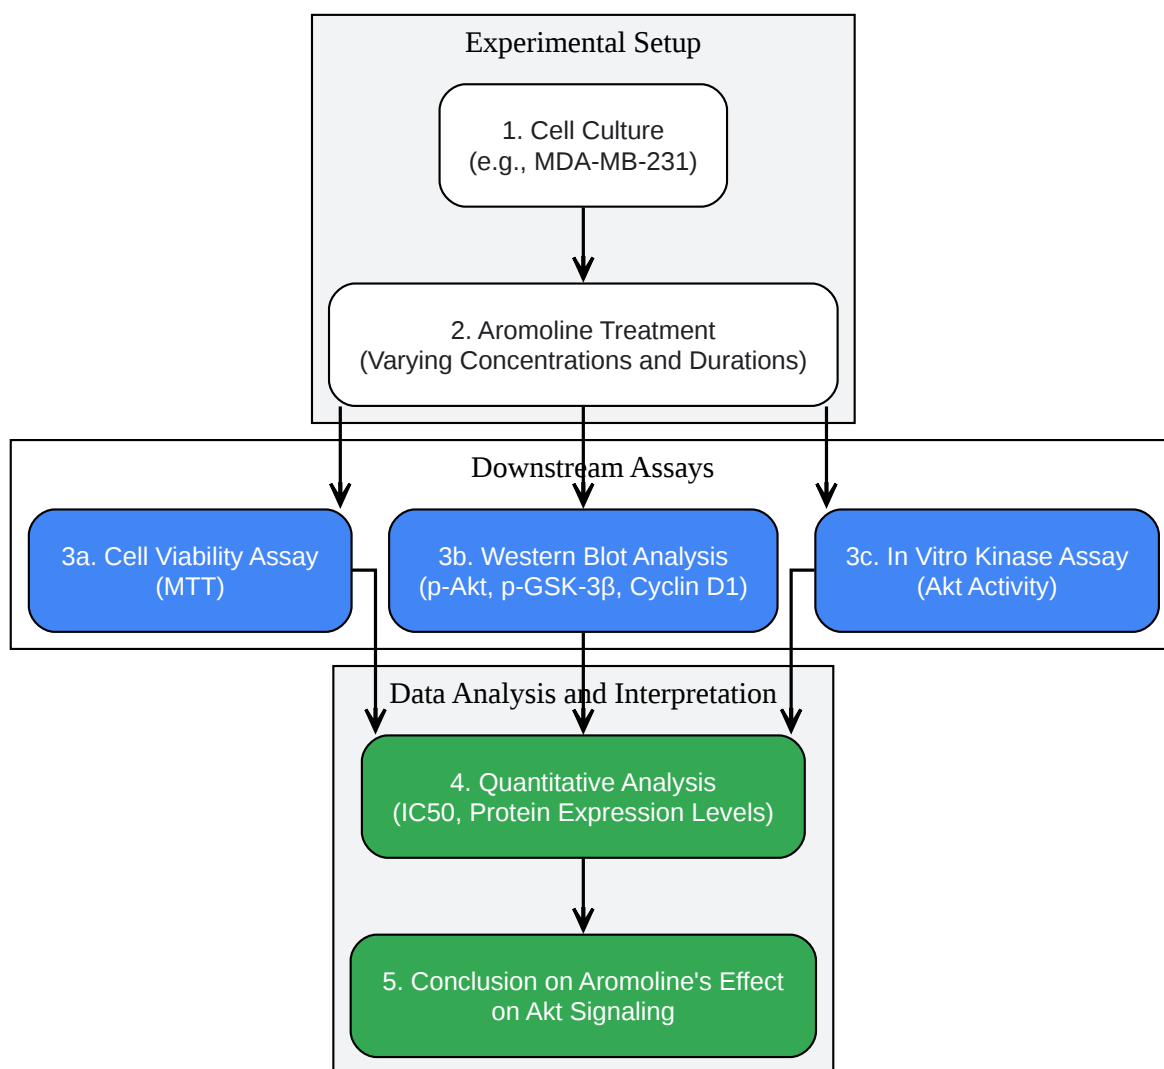 Experimental Setup
1. Cell Culture
(e.g., MDA-MB-231)
2. Aromoline Treatment
(Varying Concentrations and Durations)
Downstream Assays
3a. Cell Viability Assay
(MTT)
3b. Western Blot Analysis
(p-Akt, p-GSK-3β, Cyclin D1)
3c. In Vitro Kinase Assay
(Akt Activity)
Data Analysis and Interpretation
4. Quantitative Analysis
(IC50, Protein Expression Levels)
5. Conclusion on Aromoline's Effect
on Akt Signaling